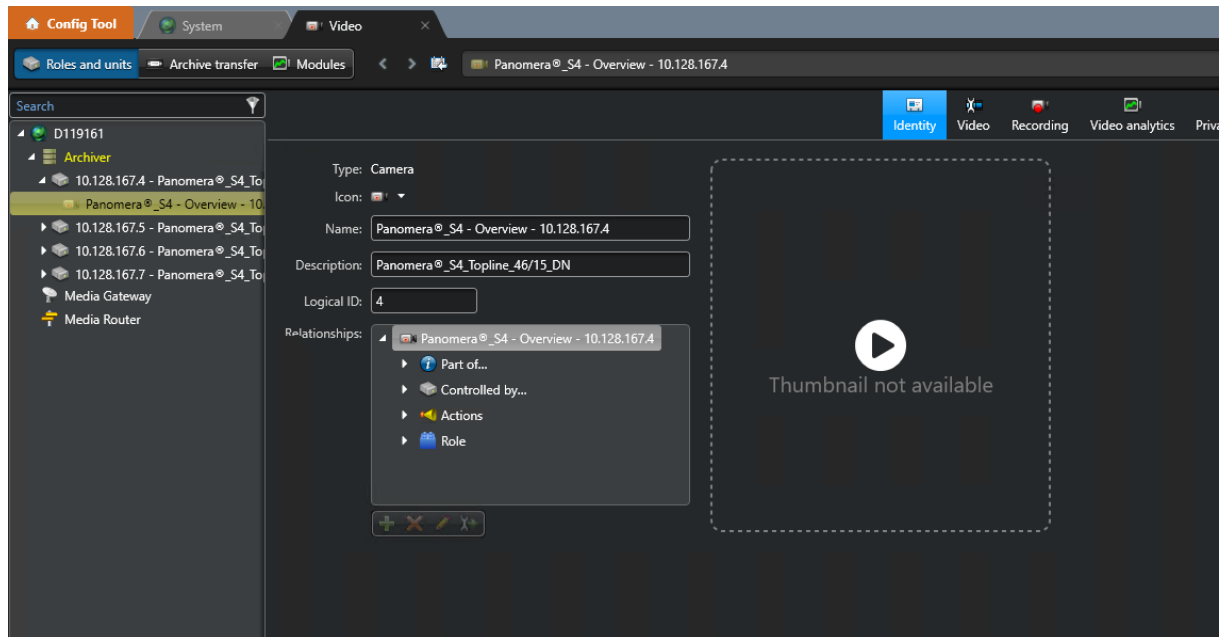 Config Tool System Video
Roles and units Archive transfer Modules Panomera®_S4 - Overview - 10.128.167.4
Search
D119161
Archiver
10.128.167.4 - Panomera®_S4_To
Panomera®_S4 - Overview - 10.
10.128.167.5 - Panomera®_S4_To
10.128.167.6 - Panomera®_S4_To
10.128.167.7 - Panomera®_S4_To
Media Gateway
Media Router
Identity Video Recording Video analytics Priva
Type: Camera
Icon:
Name: Panomera®_S4 - Overview - 10.128.167.4
Description: Panomera®_S4_Topline_46/15_DN
Logical ID: 4
Relationships: Panomera®_S4 - Overview - 10.128.167.4
Part of...
Controlled by...
Actions
Role
Thumbnail not available